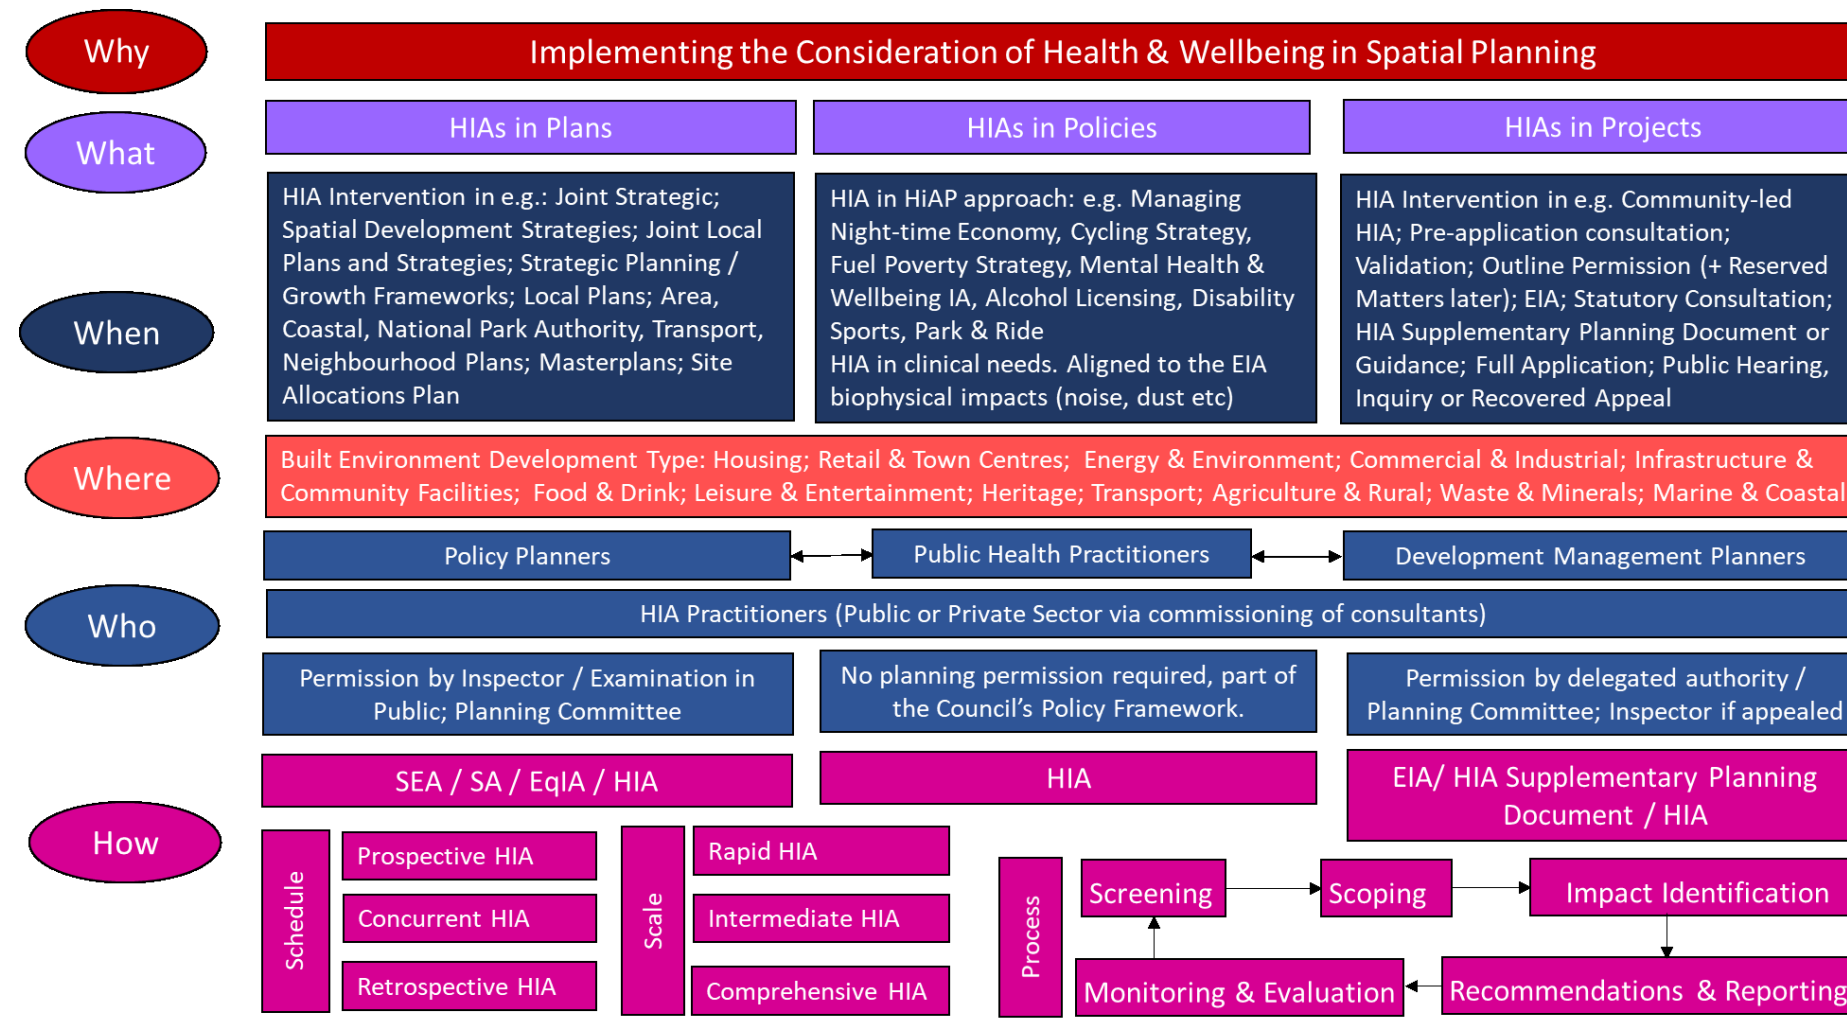 Why
Implementing the Consideration of Health & Wellbeing in Spatial Planning
What
HIAs in Plans
HIAs in Policies
HIAs in Projects
When
HIA Intervention in e.g.: Joint Strategic;
Spatial Development Strategies; Joint Local
Plans and Strategies; Strategic Planning /
Growth Frameworks; Local Plans; Area,
Coastal, National Park Authority, Transport,
Neighbourhood Plans; Masterplans; Site
Allocations Plan
HIA in HiAP approach: e.g. Managing
Night-time Economy, Cycling Strategy,
Fuel Poverty Strategy, Mental Health &
Wellbeing IA, Alcohol Licensing, Disability
Sports, Park & Ride
HIA in clinical needs. Aligned to the EIA
biophysical impacts (noise, dust etc)
HIA Intervention in e.g. Community-led
HIA; Pre-application consultation;
Validation; Outline Permission (+ Reserved
Matters later); EIA; Statutory Consultation;
HIA Supplementary Planning Document or
Guidance; Full Application; Public Hearing,
Inquiry or Recovered Appeal
Where
Built Environment Development Type: Housing; Retail & Town Centres; Energy & Environment; Commercial & Industrial; Infrastructure &
Community Facilities; Food & Drink; Leisure & Entertainment; Heritage; Transport; Agriculture & Rural; Waste & Minerals; Marine & Coastal
Who
Policy Planners
Public Health Practitioners
Development Management Planners
HIA Practitioners (Public or Private Sector via commissioning of consultants)
Permission by Inspector / Examination in
Public; Planning Committee
No planning permission required, part of
the Council's Policy Framework.
Permission by delegated authority /
Planning Committee; Inspector if appealed
How
SEA / SA / EqIA / HIA
HIA
EIA/ HIA Supplementary Planning
Document / HIA
Schedule
Prospective HIA
Concurrent HIA
Retrospective HIA
Scale
Rapid HIA
Intermediate HIA
Comprehensive HIA
Process
Screening
Scoping
Impact Identification
Monitoring & Evaluation
Recommendations & Reporting